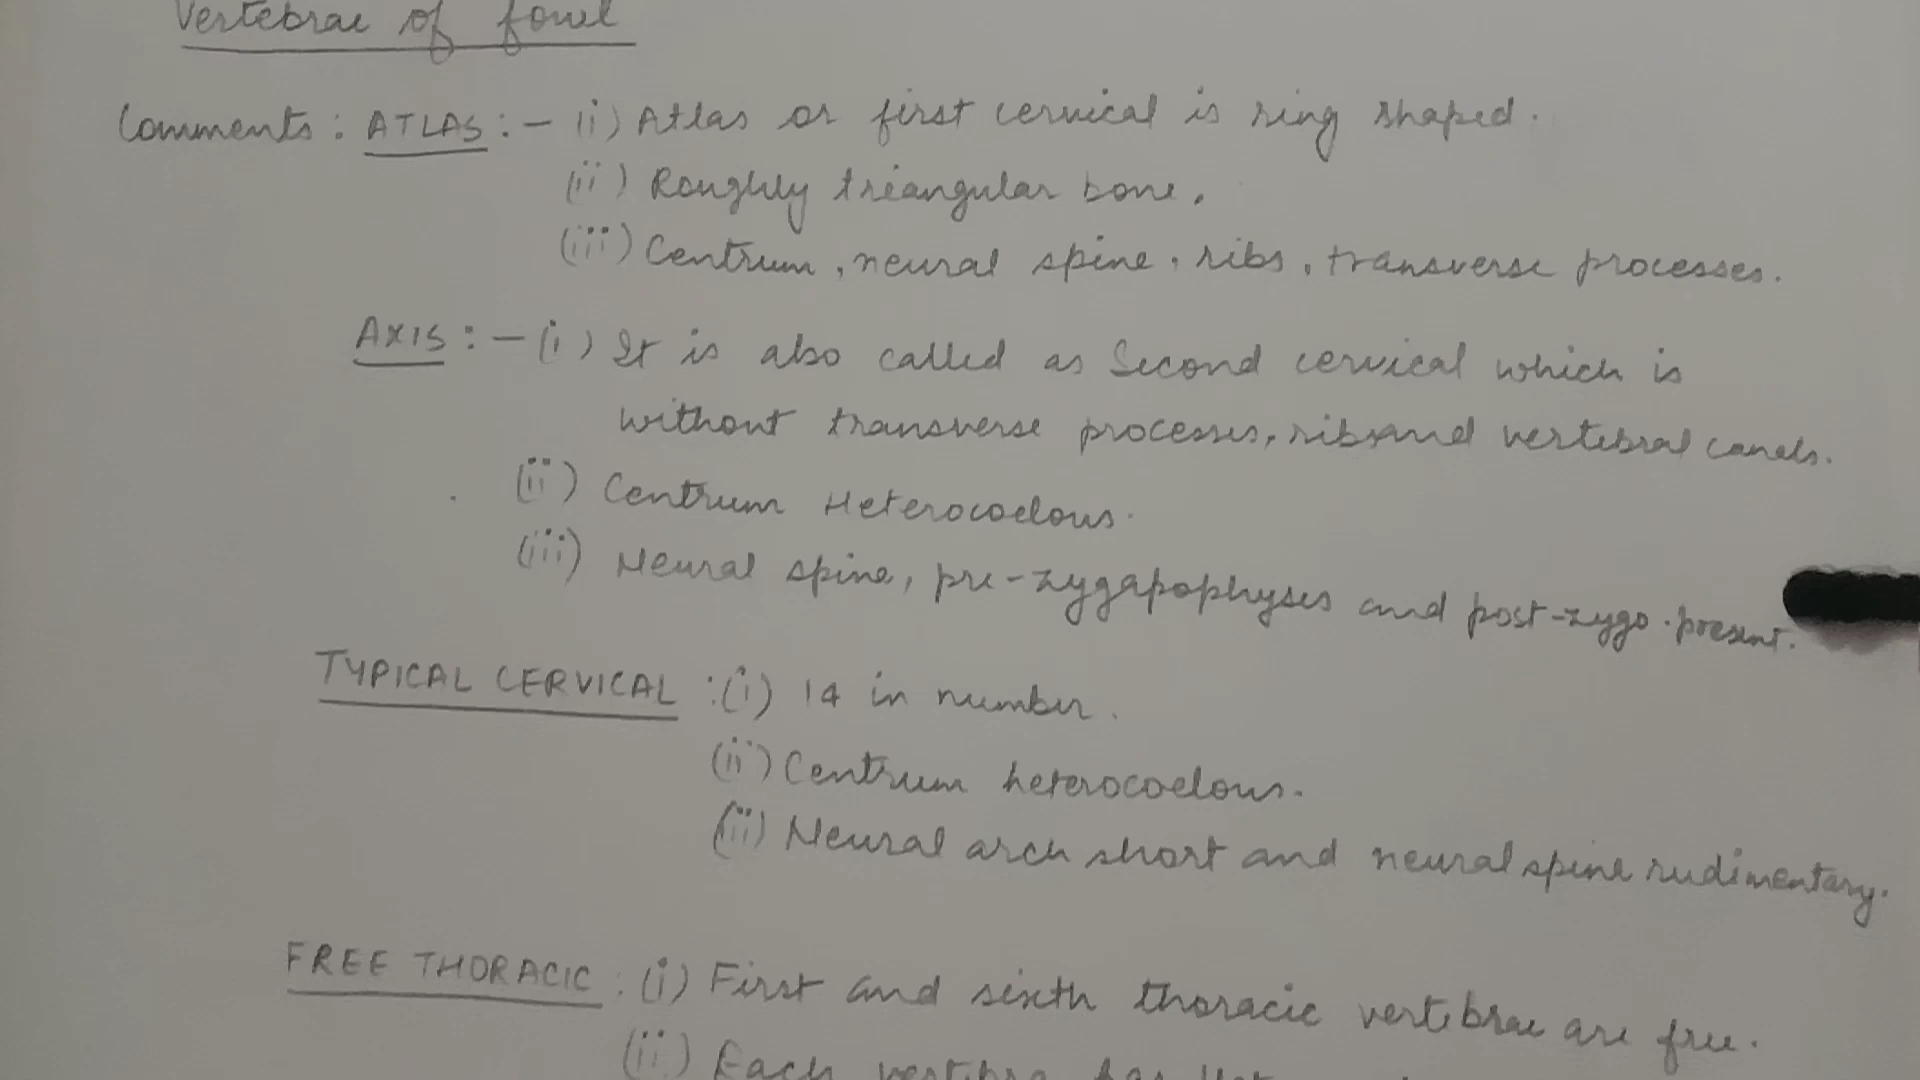 Vertebrae of fowl
Comments : ATLAS :- (i) Atlas or first cervical is ring shaped.
(ii) Roughly triangular bone.
(iii) Centrum, neural spine, ribs, transverse processes.
AXIS :- (i) It is also called as Second cervical which is
without transverse processes, ribs and vertebral canals.
(ii) Centrum Heterocoelous.
(iii) Neural spine, pre-zygapophyses and post-zygo. present.
TYPICAL CERVICAL : (i) 14 in number.
(ii) Centrum heterocoelous.
(iii) Neural arch short and neural spine rudimentary.
FREE THORACIC : (i) First and sixth thoracic vertebrae are free.
(ii) Each vertebra has